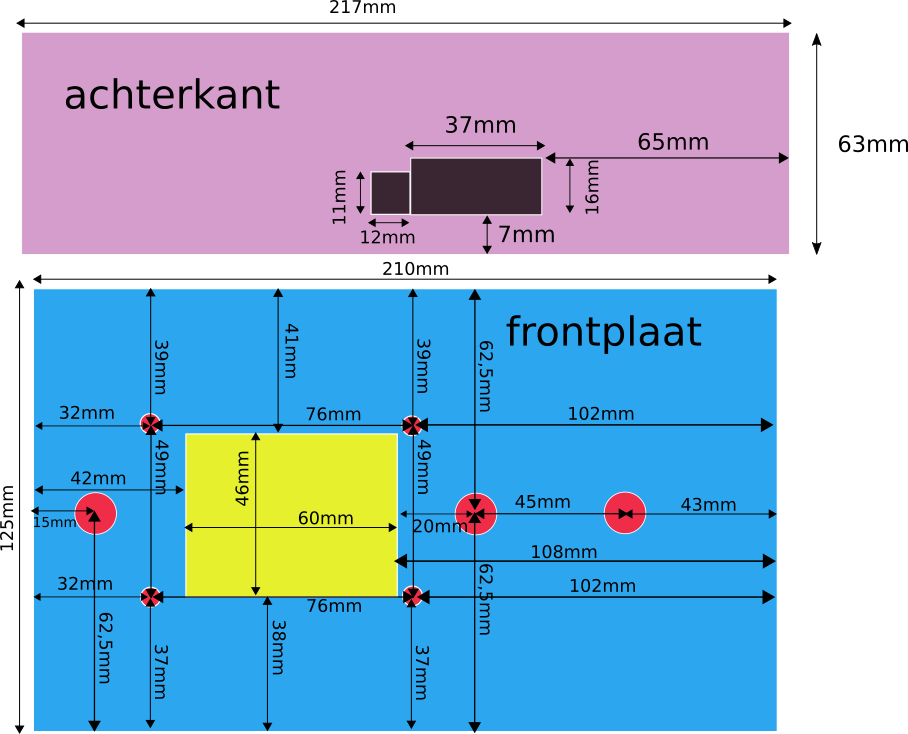 217mm
achterkant
37mm
65mm
63mm
11mm
16mm
12mm
7mm
210mm
frontplaat
41mm
39mm
39mm
62,5mm
32mm
76mm
102mm
49mm
49mm
46mm
42mm
125mm
15mm
60mm
20mm
45mm
43mm
108mm
32mm
76mm
102mm
62,5mm
62,5mm
38mm
37mm
37mm